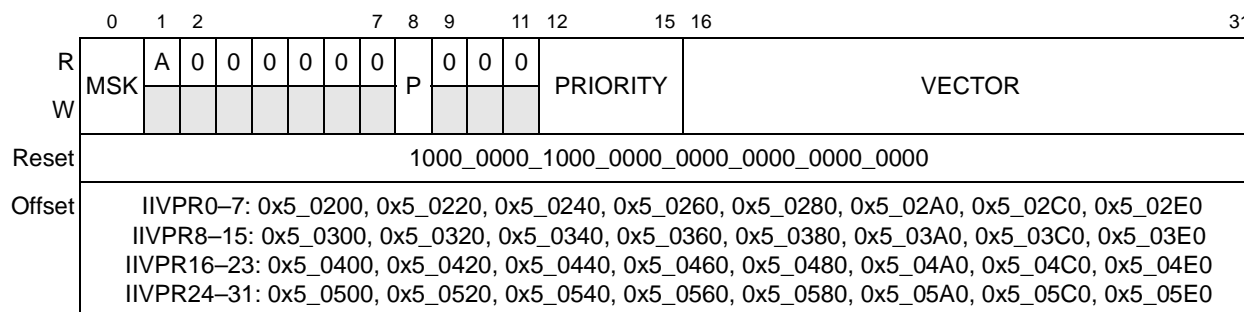 0 1 2 7 8 9 11 12 15 16 31
R MSK A 0 0 0 0 0 0 P 0 0 0 PRIORITY VECTOR
W
Reset 1000_0000_1000_0000_0000_0000_0000_0000
Offset IIVPR0–7: 0x5_0200, 0x5_0220, 0x5_0240, 0x5_0260, 0x5_0280, 0x5_02A0, 0x5_02C0, 0x5_02E0
IIVPR8–15: 0x5_0300, 0x5_0320, 0x5_0340, 0x5_0360, 0x5_0380, 0x5_03A0, 0x5_03C0, 0x5_03E0
IIVPR16–23: 0x5_0400, 0x5_0420, 0x5_0440, 0x5_0460, 0x5_0480, 0x5_04A0, 0x5_04C0, 0x5_04E0
IIVPR24–31: 0x5_0500, 0x5_0520, 0x5_0540, 0x5_0560, 0x5_0580, 0x5_05A0, 0x5_05C0, 0x5_05E0